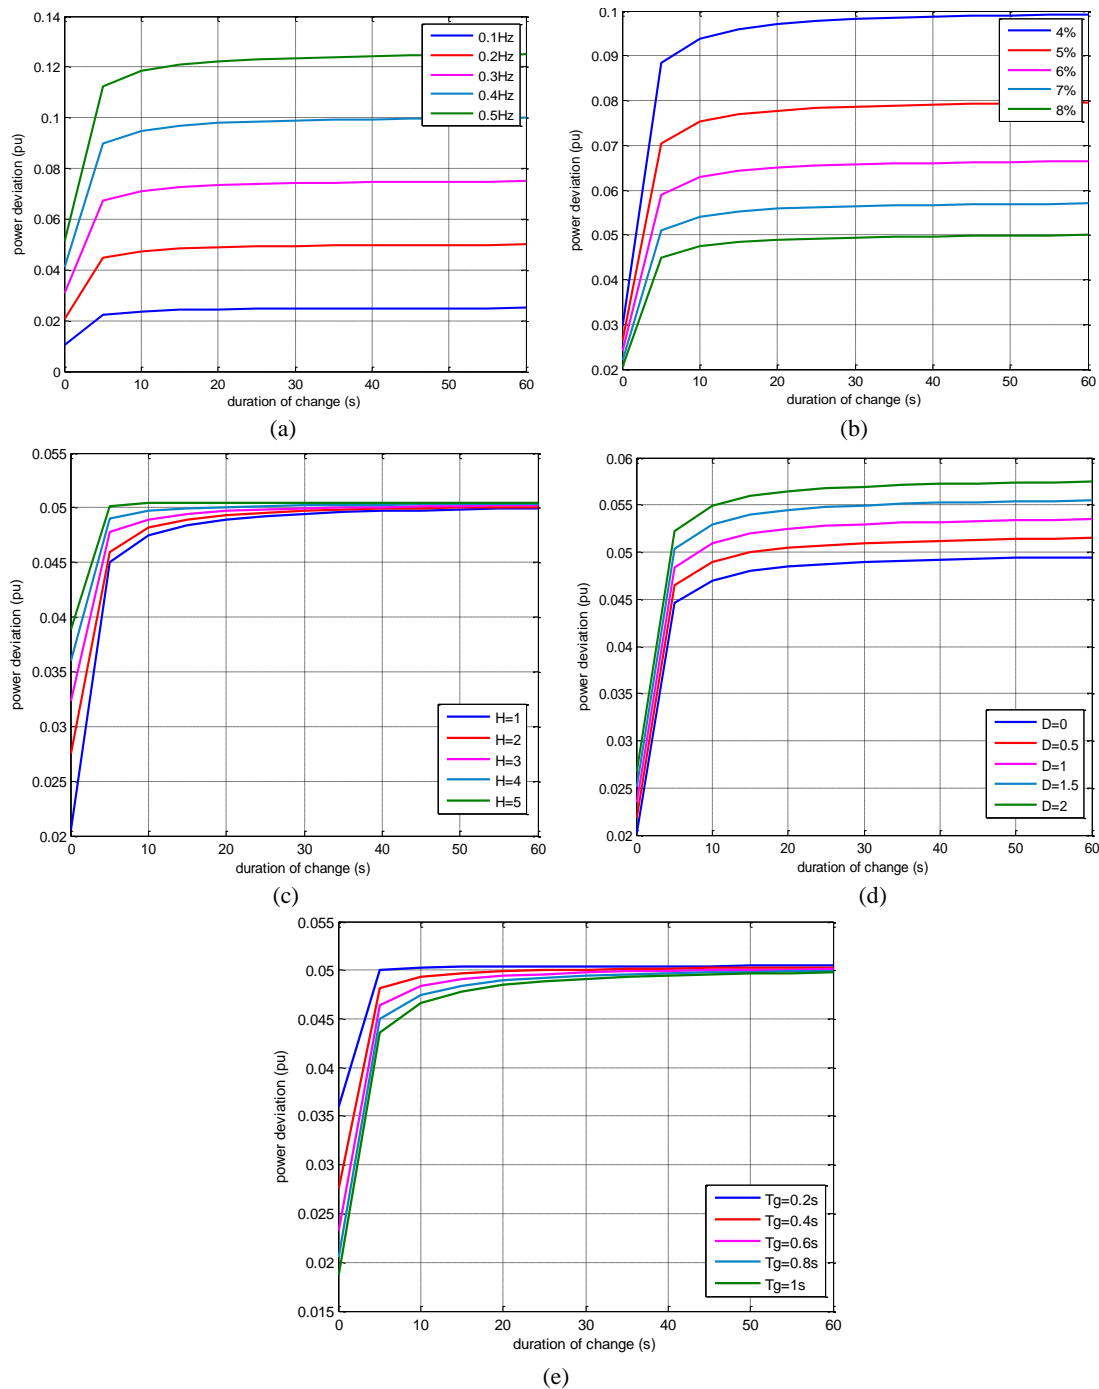 0.14
0.12
0.1
0.08
0.06
0.04
0.02
0
power deviation (pu)
0.1Hz
0.2Hz
0.3Hz
0.4Hz
0.5Hz
0 10 20 30 40 50 60
duration of change (s)
(a)
0.1
0.09
0.08
0.07
0.06
0.05
0.04
0.03
0.02
power deviation (pu)
4%
5%
6%
7%
8%
0 10 20 30 40 50 60
duration of change (s)
(b)
0.055
0.05
0.045
0.04
0.035
0.03
0.025
0.02
power deviation (pu)
H=1
H=2
H=3
H=4
H=5
0 10 20 30 40 50 60
duration of change (s)
(c)
0.06
0.055
0.05
0.045
0.04
0.035
0.03
0.025
0.02
power deviation (pu)
D=0
D=0.5
D=1
D=1.5
D=2
0 10 20 30 40 50 60
duration of change (s)
(d)
0.055
0.05
0.045
0.04
0.035
0.03
0.025
0.02
0.015
power deviation (pu)
Tg=0.2s
Tg=0.4s
Tg=0.6s
Tg=0.8s
Tg=1s
0 10 20 30 40 50 60
duration of change (s)
(e)